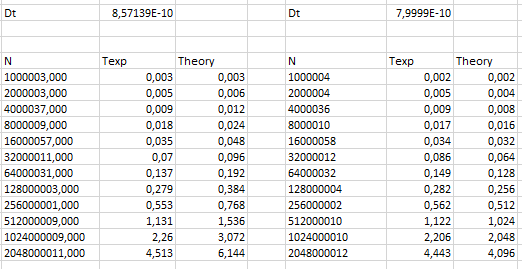 Dt 8,57139E-10 Dt 7,9999E-10
N Texp Theory N Texp Theory
1000003,000 0,003 0,003 1000004 0,002 0,002
2000003,000 0,005 0,006 2000004 0,005 0,004
4000037,000 0,009 0,012 4000036 0,009 0,008
8000009,000 0,018 0,024 8000010 0,017 0,016
16000057,000 0,035 0,048 16000058 0,034 0,032
32000011,000 0,07 0,096 32000012 0,086 0,064
64000031,000 0,137 0,192 64000032 0,149 0,128
128000003,000 0,279 0,384 128000004 0,282 0,256
256000001,000 0,553 0,768 256000002 0,562 0,512
512000009,000 1,131 1,536 512000010 1,122 1,024
1024000009,000 2,26 3,072 1024000010 2,206 2,048
2048000011,000 4,513 6,144 2048000012 4,443 4,096